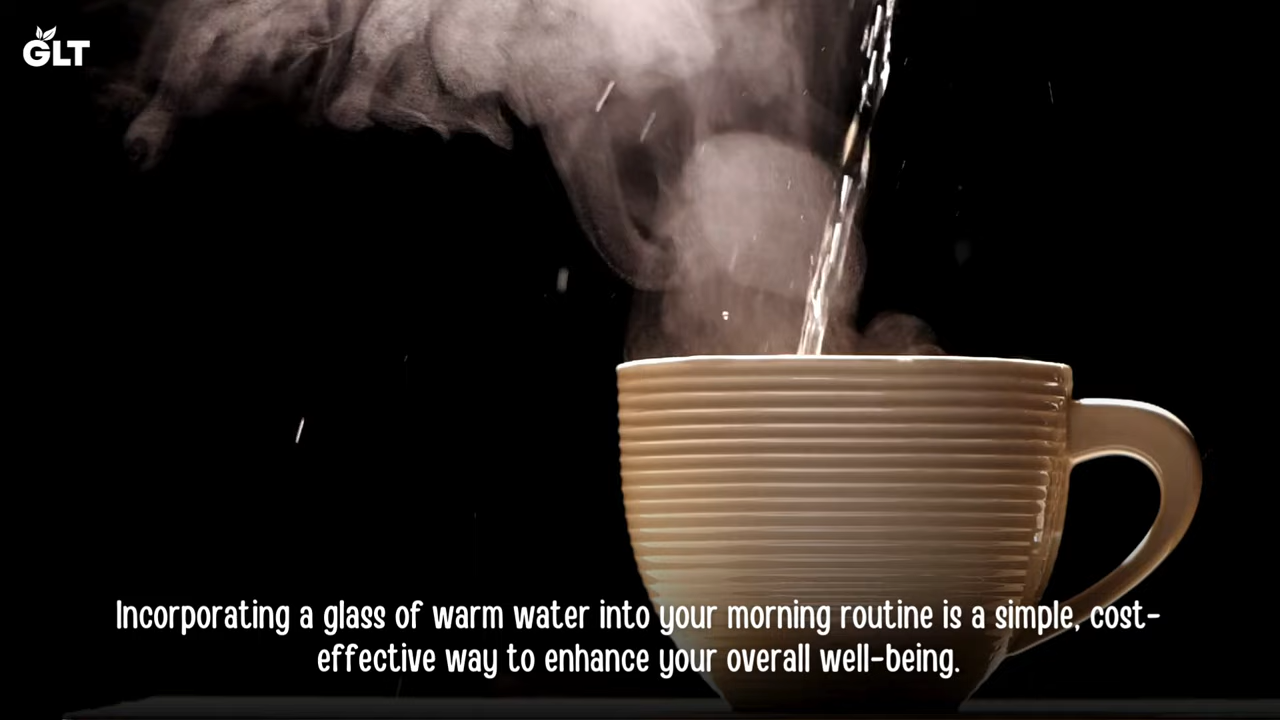 GLT
Incorporating a glass of warm water into your morning routine is a simple, cost-
effective way to enhance your overall well-being.